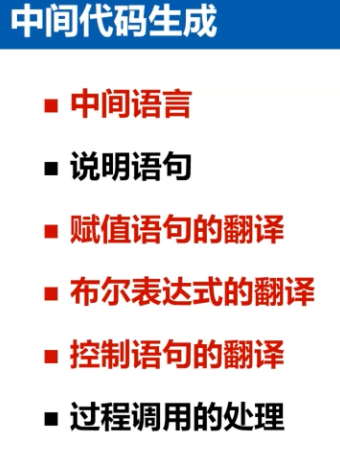 中间代码生成
中间语言
说明语句
赋值语句的翻译
布尔表达式的翻译
控制语句的翻译
过程调用的处理